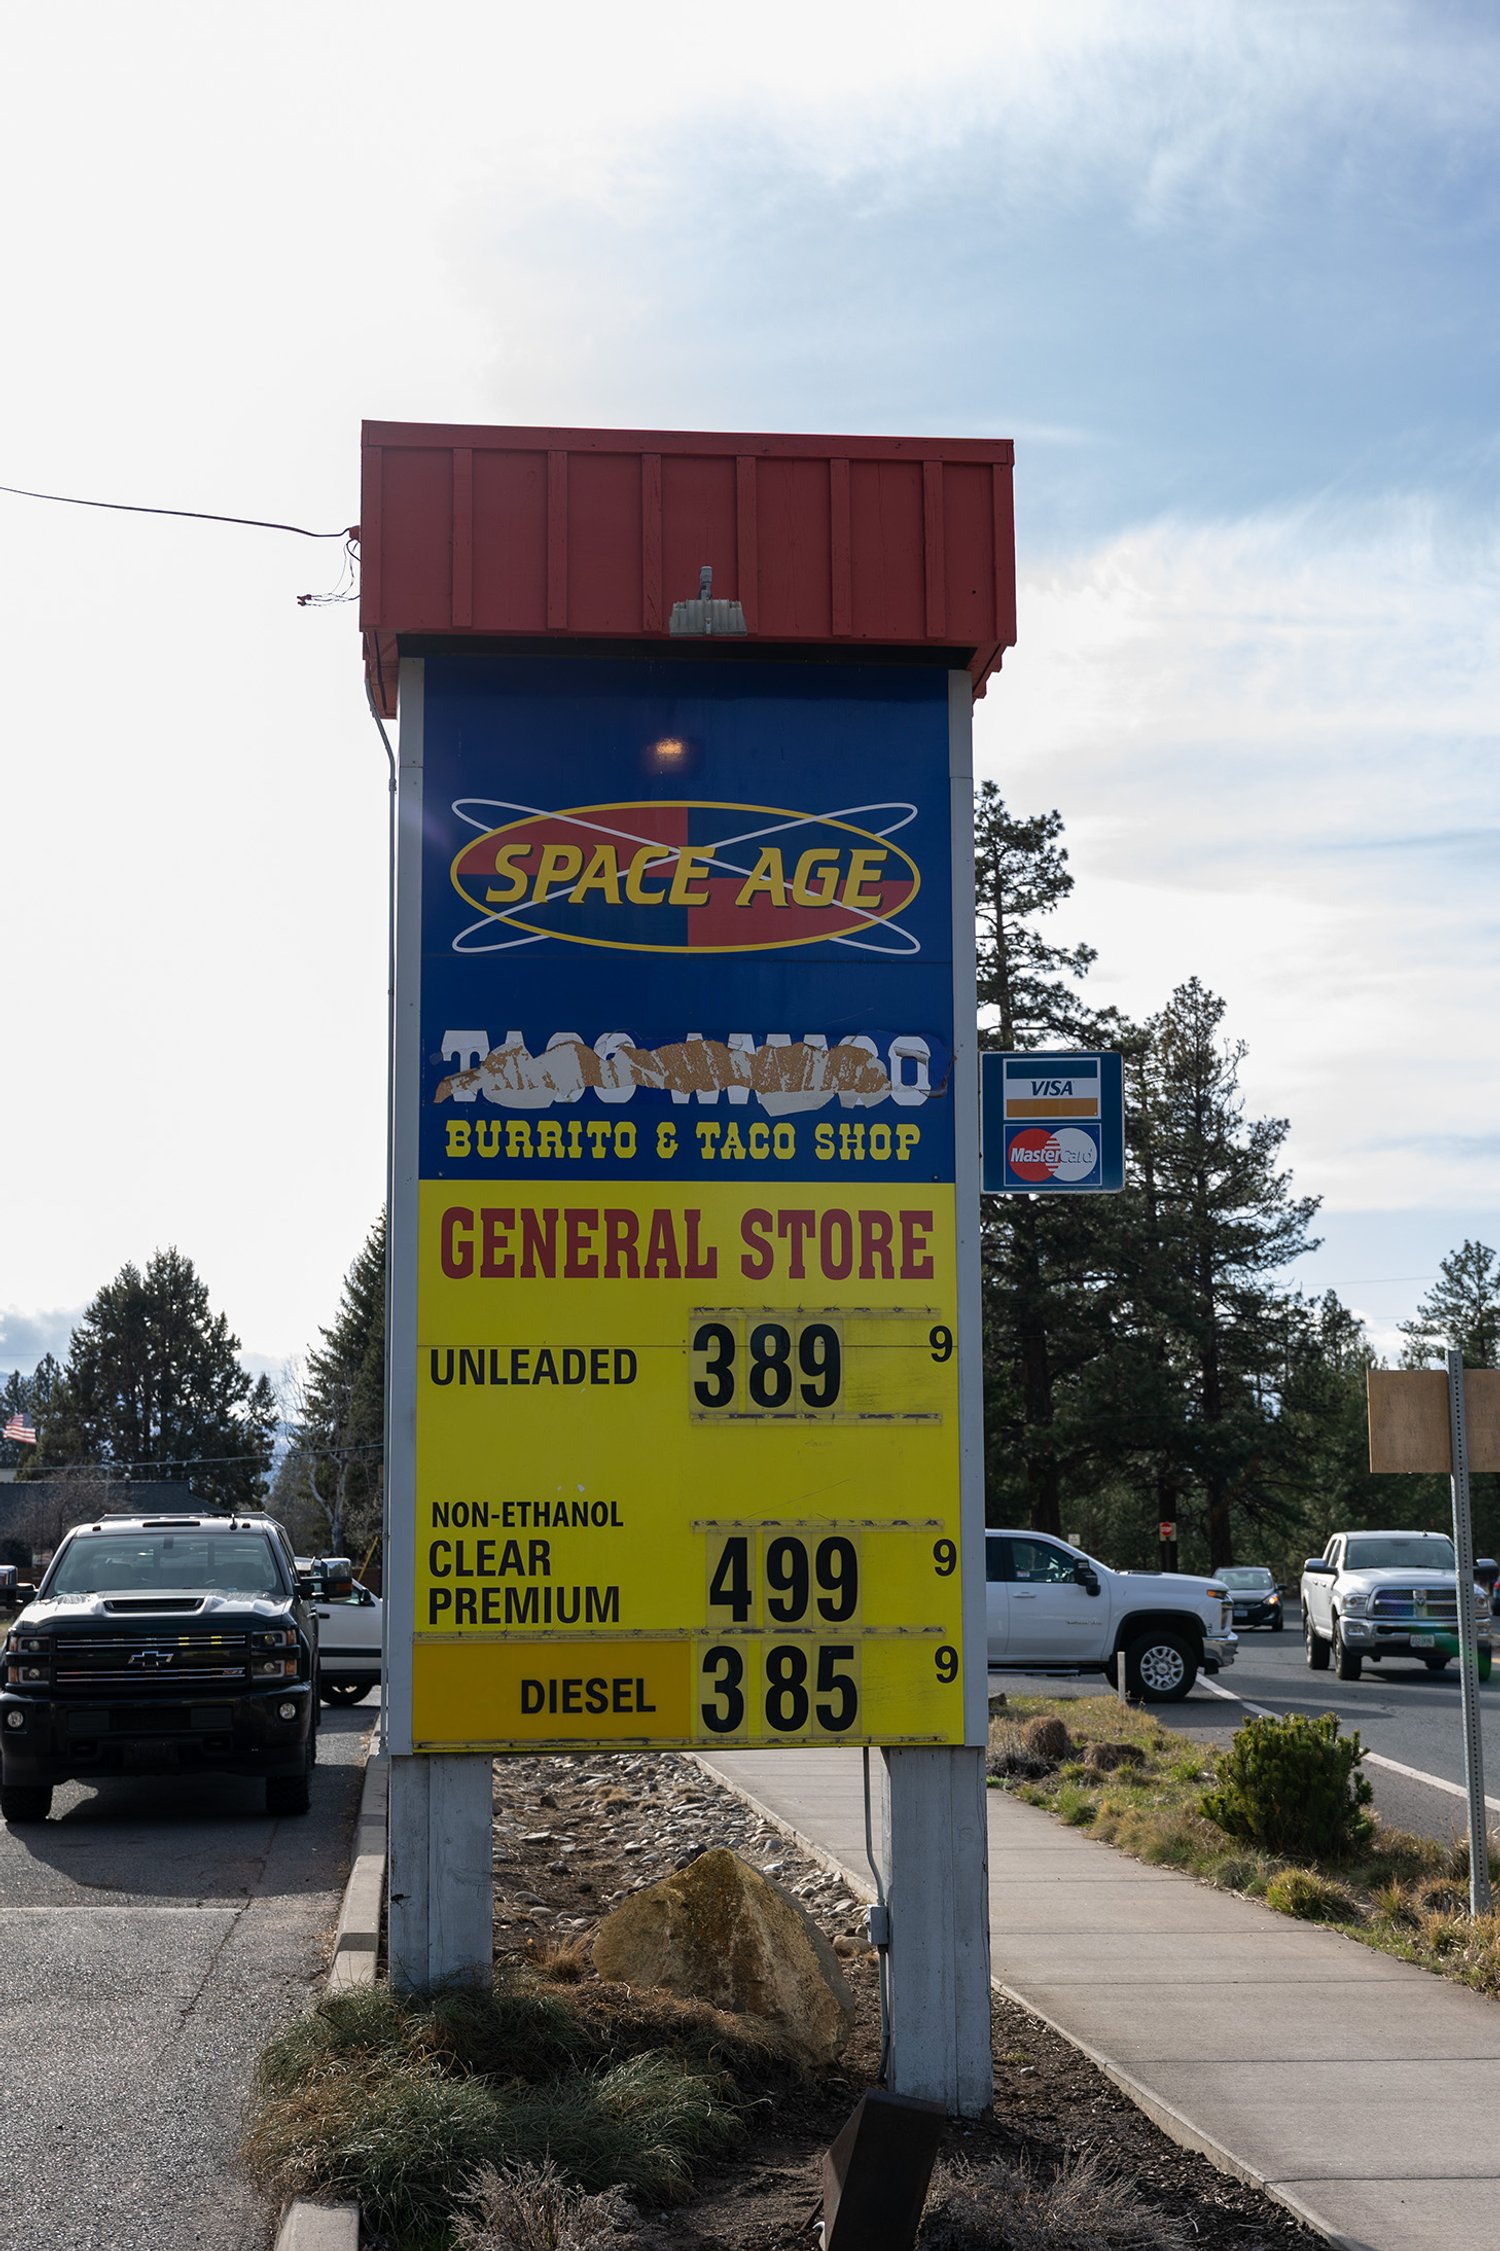 SPACE AGE
TACO
BURRITO & TACO SHOP
VISA
MasterCard
GENERAL STORE
UNLEADED 389 9
NON-ETHANOL
CLEAR
PREMIUM 499 9
DIESEL 385 9